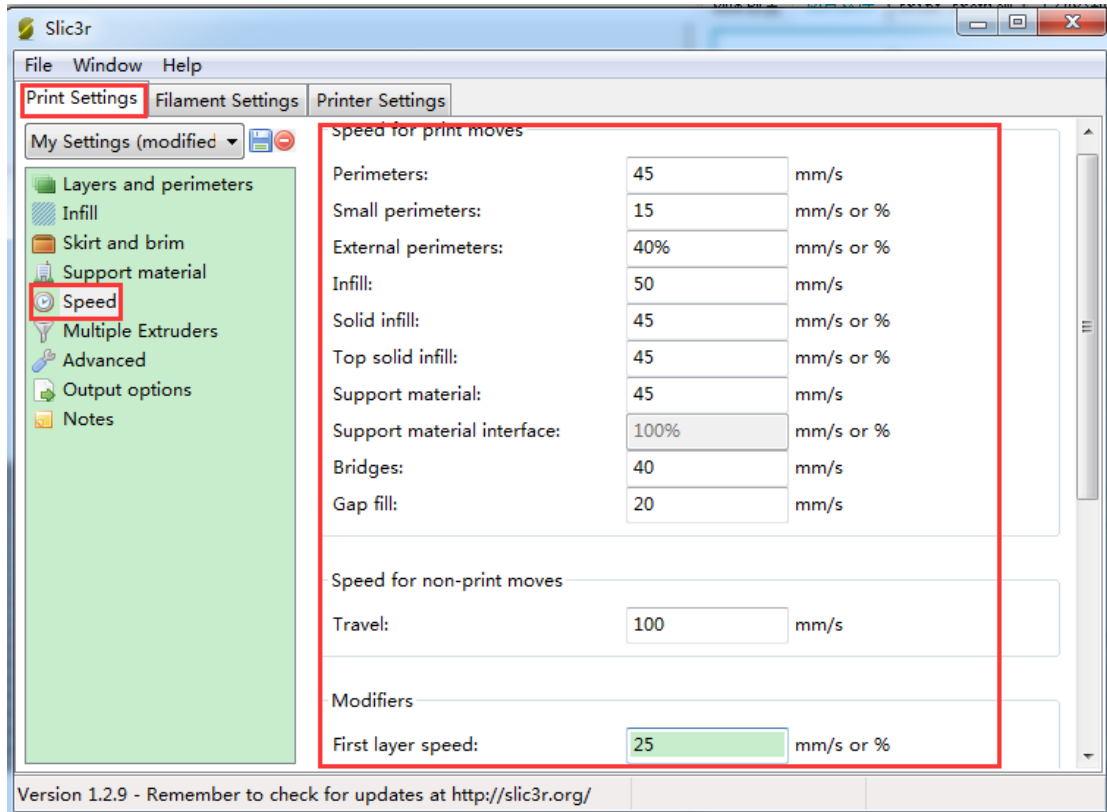 Slic3r
File Window Help
Print Settings Filament Settings Printer Settings
My Settings (modified
Layers and perimeters
Infill
Skirt and brim
Support material
Speed
Multiple Extruders
Advanced
Output options
Notes
Speed for print moves
Perimeters: 45 mm/s
Small perimeters: 15 mm/s or %
External perimeters: 40% mm/s or %
Infill: 50 mm/s
Solid infill: 45 mm/s or %
Top solid infill: 45 mm/s or %
Support material: 45 mm/s
Support material interface: 100% mm/s or %
Bridges: 40 mm/s
Gap fill: 20 mm/s
Speed for non-print moves
Travel: 100 mm/s
Modifiers
First layer speed: 25 mm/s or %
Version 1.2.9 - Remember to check for updates at http://slic3r.org/